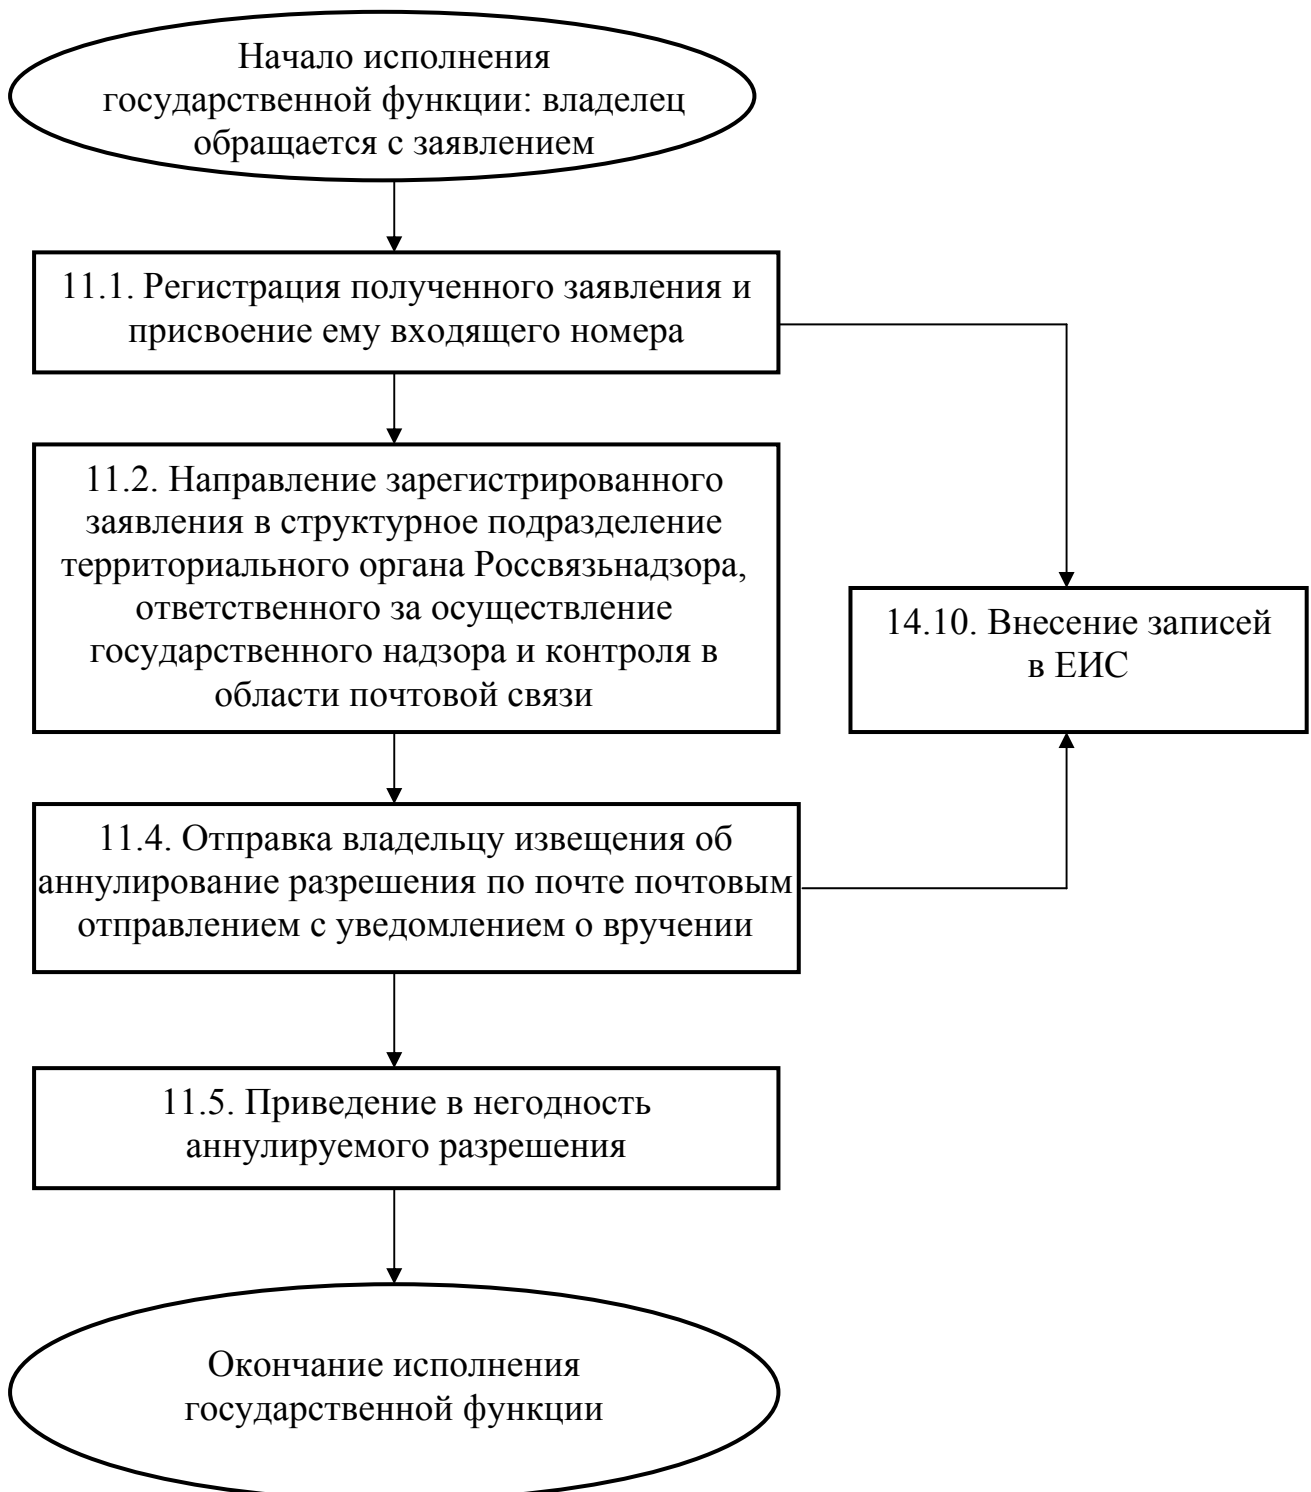 Начало исполнения
государственной функции: владелец
обращается с заявлением
11.1. Регистрация полученного заявления и
присвоение ему входящего номера
11.2. Направление зарегистрированного
заявления в структурное подразделение
территориального органа Россвязьнадзора,
ответственного за осуществление
государственного надзора и контроля в
области почтовой связи
14.10. Внесение записей
в ЕИС
11.4. Отправка владельцу извещения об
аннулирование разрешения по почте почтовым
отправлением с уведомлением о вручении
11.5. Приведение в негодность
аннулируемого разрешения
Окончание исполнения
государственной функции